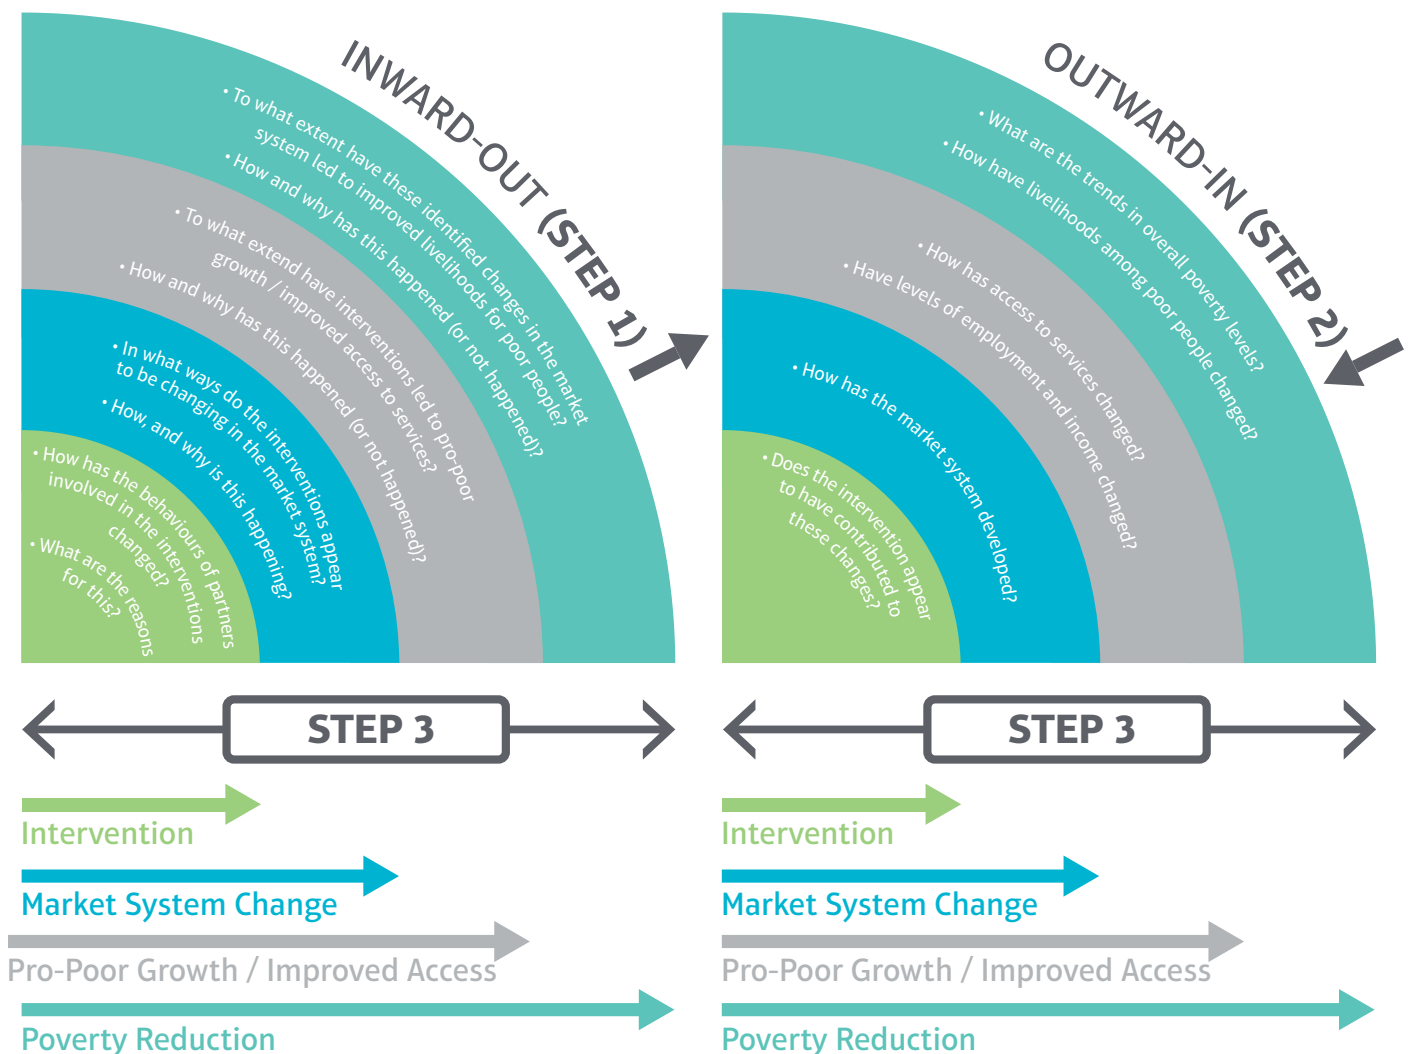 INWARD-OUT (STEP 1)
• To what extent have these identified changes in the market
system led to improved livelihoods for poor people?
• How and why has this happened (or not happened)?
• To what extend have interventions led to pro-poor
growth / improved access to services?
• How and why has this happened (or not happened)?
• In what ways do the interventions appear
to be changing in the market system?
• How, and why is this happening?
• How has the behaviours of partners
involved in the interventions
changed?
• What are the reasons
for this?
STEP 3
Intervention
Market System Change
Pro-Poor Growth / Improved Access
Poverty Reduction
OUTWARD-IN (STEP 2)
• What are the trends in overall poverty levels?
• How have livelihoods among poor people changed?
• How has access to services changed?
• Have levels of employment and income changed?
• How has the market system developed?
• Does the intervention appear
to have contributed to
these changes?
STEP 3
Intervention
Market System Change
Pro-Poor Growth / Improved Access
Poverty Reduction